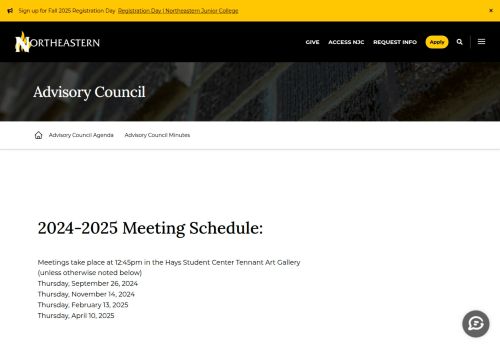 Sign up for Fall 2025 Registration Day Registration Day | Northeastern Junior College ×
NORTHEASTERN GIVE ACCESS NJC REQUEST INFO Apply
Advisory Council
Advisory Council Agenda Advisory Council Minutes
2024-2025 Meeting Schedule:
Meetings take place at 12:45pm in the Hays Student Center Tennant Art Gallery
(unless otherwise noted below)
Thursday, September 26, 2024
Thursday, November 14, 2024
Thursday, February 13, 2025
Thursday, April 10, 2025